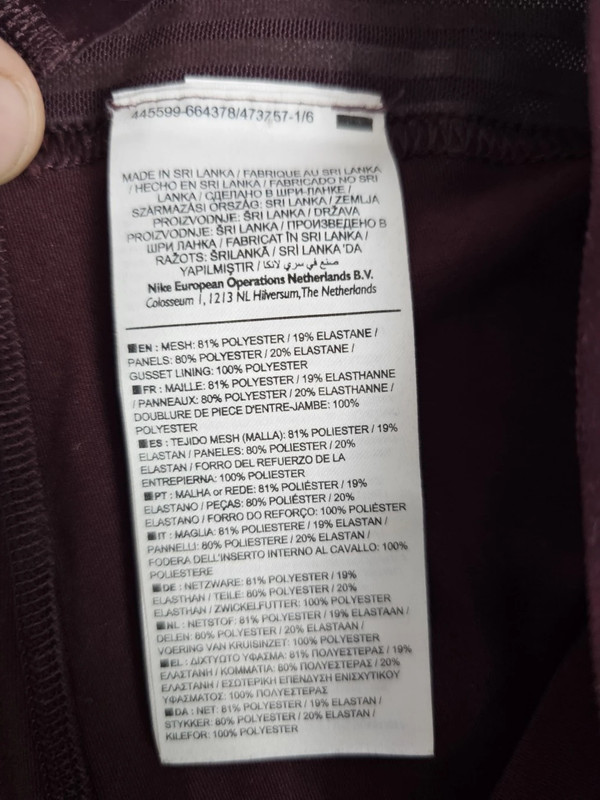 445599-664378/473767-1/6
MADE IN SRI LANKA / FABRIQUE AU SRI LANKA
/ HECHO EN SRI LANKA / FABRICADO NO SRI
LANKA / СДЕЛАНО В ШРИ-ЛАНКЕ /
SZÁRMAZÁSI ORSZÁG: SRI LANKA / ZEMLJA
PROIZVODNJE: ŠRI LANKA / DRŽAVA
PROIZVODNJE: ŠRI LANKA / ПРОИЗВЕДЕНО В
ШРИ ЛАНКА / FABRICAT ÎN SRI LANKA /
RAŽOTS: ŠRILANKĀ / SRİ LANKA 'DA
YAPILMIŞTIR / صنع في سري لانكا
Nike European Operations Netherlands B.V.
Colosseum 1, 1213 NL Hilversum, The Netherlands
EN : MESH: 81% POLYESTER / 19% ELASTANE /
PANELS: 80% POLYESTER / 20% ELASTANE /
GUSSET LINING: 100% POLYESTER
FR : MAILLE: 81% POLYESTER / 19% ELASTHANNE
/ PANNEAUX: 80% POLYESTER / 20% ELASTHANNE /
DOUBLURE DE PIECE D'ENTRE-JAMBE: 100%
POLYESTER
ES : TEJIDO MESH (MALLA): 81% POLIESTER / 19%
ELASTAN / PANELES: 80% POLIESTER / 20%
ELASTAN / FORRO DEL REFUERZO DE LA
ENTREPIERNA: 100% POLIESTER
PT : MALHA or REDE: 81% POLIÉSTER / 19%
ELASTANO / PEÇAS: 80% POLIÉSTER / 20%
ELASTANO / FORRO DO REFORÇO: 100% POLIÉSTER
IT : MAGLIA: 81% POLIESTERE / 19% ELASTAN /
PANNELLI: 80% POLIESTERE / 20% ELASTAN /
FODERA DELL'INSERTO INTERNO AL CAVALLO: 100%
POLIESTERE
DE : NETZWARE: 81% POLYESTER / 19%
ELASTHAN / TEILE: 80% POLYESTER / 20%
ELASTHAN / ZWICKELFUTTER: 100% POLYESTER
NL : NETSTOF: 81% POLYESTER / 19% ELASTAAN /
DELEN: 80% POLYESTER / 20% ELASTAAN /
VOERING VAN KRUISINZET: 100% POLYESTER
EL : ΔΙΧΤΥΩΤΟ ΥΦΑΣΜΑ: 81% ΠΟΛΥΕΣΤΕΡΑΣ / 19%
ΕΛΑΣΤΑΝΗ / ΚΟΜΜΑΤΙΑ: 80% ΠΟΛΥΕΣΤΕΡΑΣ / 20%
ΕΛΑΣΤΑΝΗ / ΕΣΩΤΕΡΙΚΗ ΕΠΕΝΔΥΣΗ ΕΝΙΣΧΥΤΙΚΟΥ
ΥΦΑΣΜΑΤΟΣ: 100% ΠΟΛΥΕΣΤΕΡΑΣ
DA : NET: 81% POLYESTER / 19% ELASTAN /
STYKKER: 80% POLYESTER / 20% ELASTAN /
KILEFOR: 100% POLYESTER